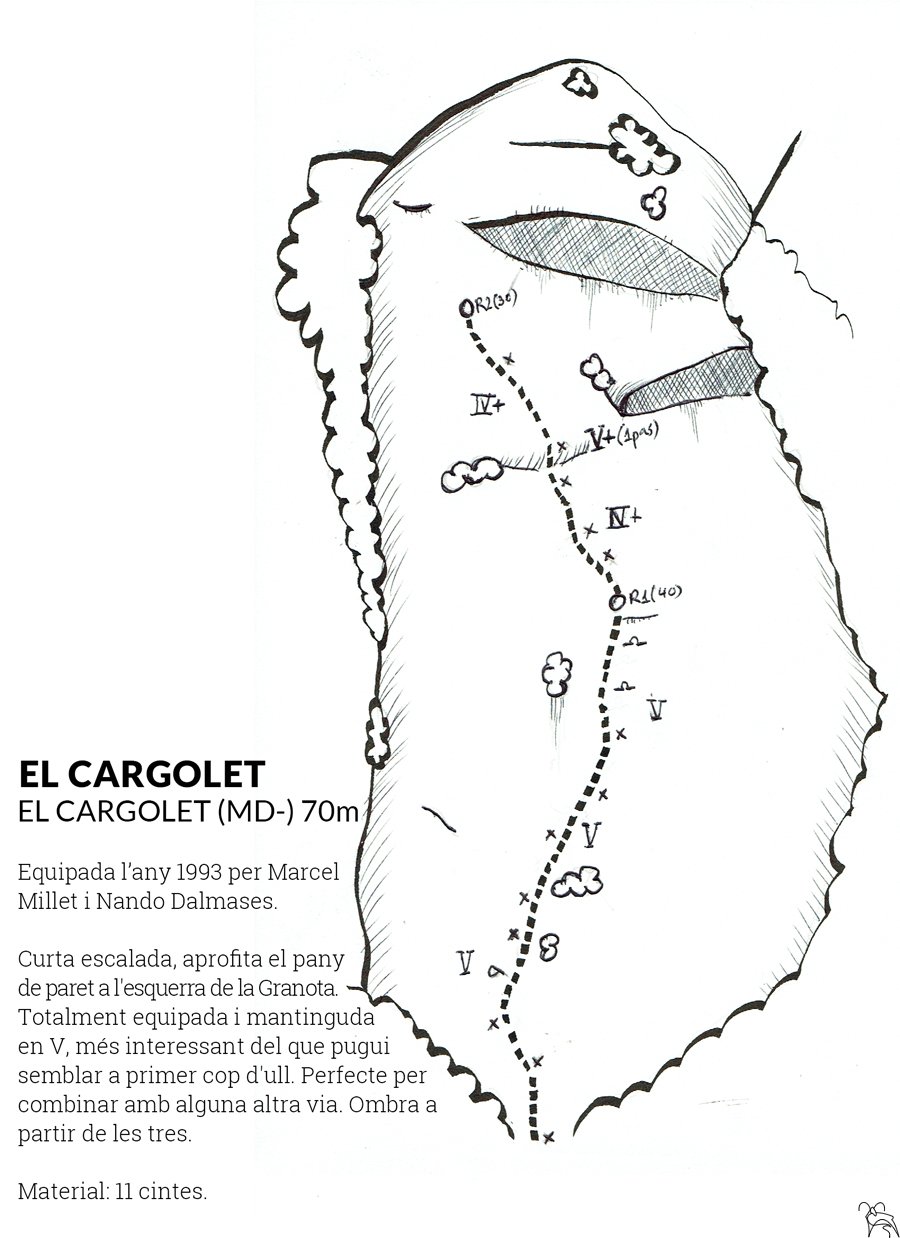 R2(30)
IV+
V+(1pas)
IV+
R1(40)
V
V
V
EL CARGOLET
EL CARGOLET (MD-) 70m
Equipada l'any 1993 per Marcel
Millet i Nando Dalmases.
Curta escalada, aprofita el pany
de paret a l'esquerra de la Granota.
Totalment equipada i mantinguda
en V, més interessant del que pugui
semblar a primer cop d'ull. Perfecte per
combinar amb alguna altra via. Ombra a
partir de les tres.
Material: 11 cintes.